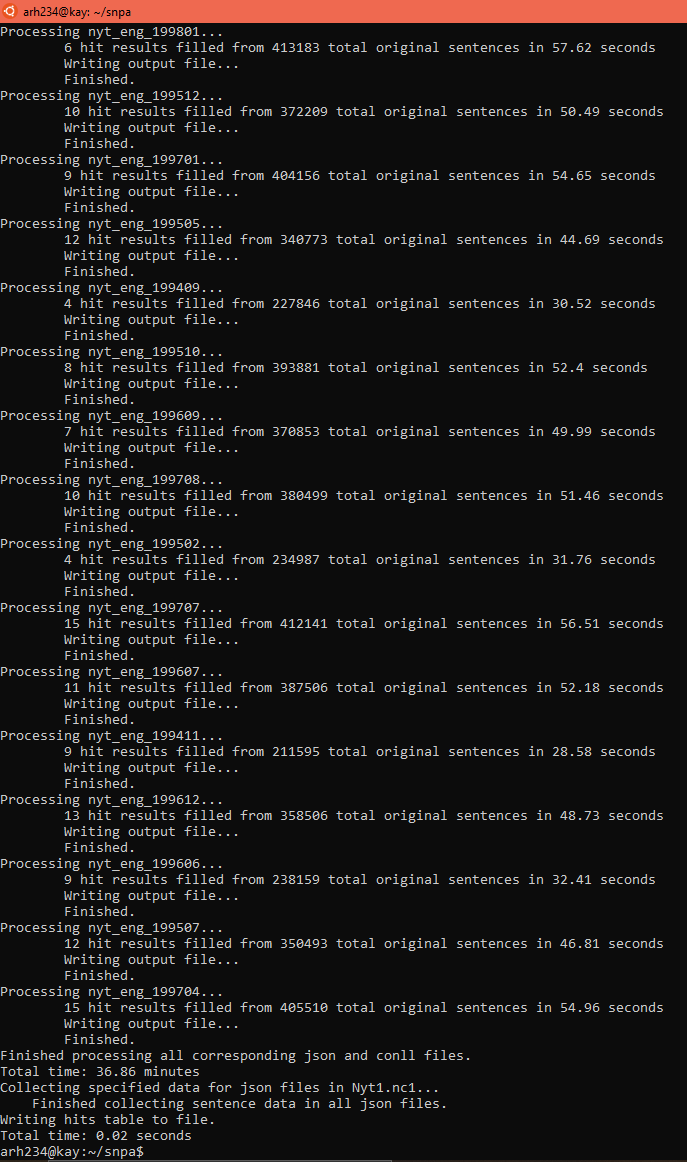 arh234@kay: ~/snpa
Processing nyt_eng_199801...
6 hit results filled from 413183 total original sentences in 57.62 seconds
Writing output file...
Finished.
Processing nyt_eng_199512...
10 hit results filled from 372209 total original sentences in 50.49 seconds
Writing output file...
Finished.
Processing nyt_eng_199701...
9 hit results filled from 404156 total original sentences in 54.65 seconds
Writing output file...
Finished.
Processing nyt_eng_199505...
12 hit results filled from 340773 total original sentences in 44.69 seconds
Writing output file...
Finished.
Processing nyt_eng_199409...
4 hit results filled from 227846 total original sentences in 30.52 seconds
Writing output file...
Finished.
Processing nyt_eng_199510...
8 hit results filled from 393881 total original sentences in 52.4 seconds
Writing output file...
Finished.
Processing nyt_eng_199609...
7 hit results filled from 370853 total original sentences in 49.99 seconds
Writing output file...
Finished.
Processing nyt_eng_199708...
10 hit results filled from 380499 total original sentences in 51.46 seconds
Writing output file...
Finished.
Processing nyt_eng_199502...
4 hit results filled from 234987 total original sentences in 31.76 seconds
Writing output file...
Finished.
Processing nyt_eng_199707...
15 hit results filled from 412141 total original sentences in 56.51 seconds
Writing output file...
Finished.
Processing nyt_eng_199607...
11 hit results filled from 387506 total original sentences in 52.18 seconds
Writing output file...
Finished.
Processing nyt_eng_199411...
9 hit results filled from 211595 total original sentences in 28.58 seconds
Writing output file...
Finished.
Processing nyt_eng_199612...
13 hit results filled from 358506 total original sentences in 48.73 seconds
Writing output file...
Finished.
Processing nyt_eng_199606...
9 hit results filled from 238159 total original sentences in 32.41 seconds
Writing output file...
Finished.
Processing nyt_eng_199507...
12 hit results filled from 350493 total original sentences in 46.81 seconds
Writing output file...
Finished.
Processing nyt_eng_199704...
15 hit results filled from 405510 total original sentences in 54.96 seconds
Writing output file...
Finished.
Finished processing all corresponding json and conll files.
Total time: 36.86 minutes
Collecting specified data for json files in Nyt1.nc1...
Finished collecting sentence data in all json files.
Writing hits table to file.
Total time: 0.02 seconds
arh234@kay:~/snpa$